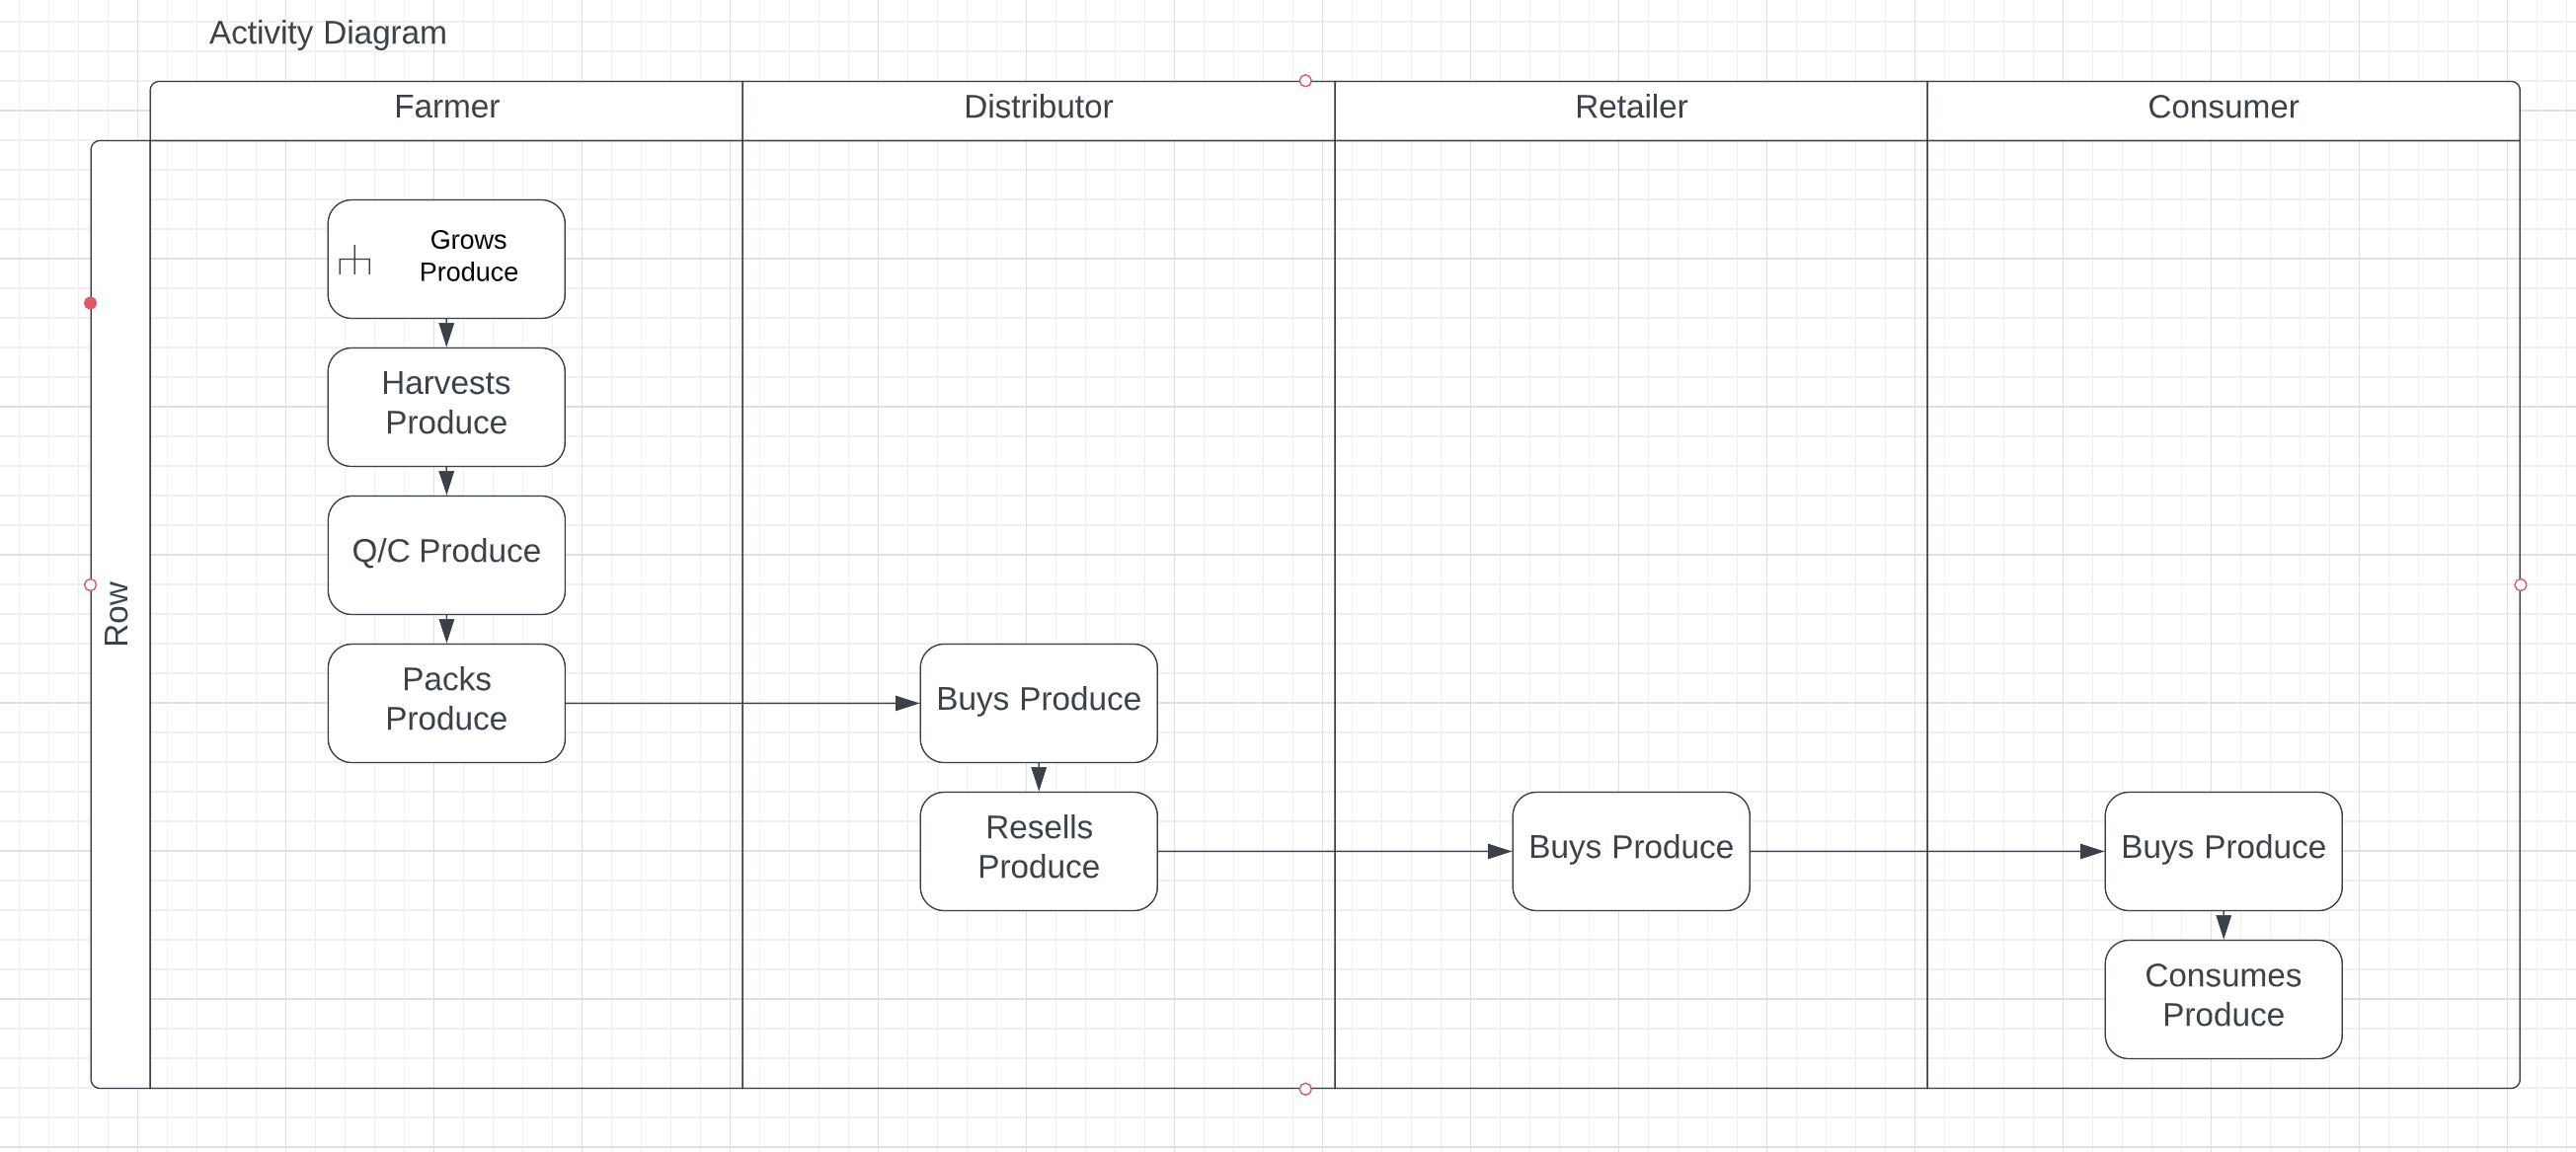 Activity Diagram
Farmer
Distributor
Retailer
Consumer
Row
Grows
Produce
Harvests
Produce
Q/C Produce
Packs
Produce
Buys Produce
Resells
Produce
Buys Produce
Buys Produce
Consumes
Produce